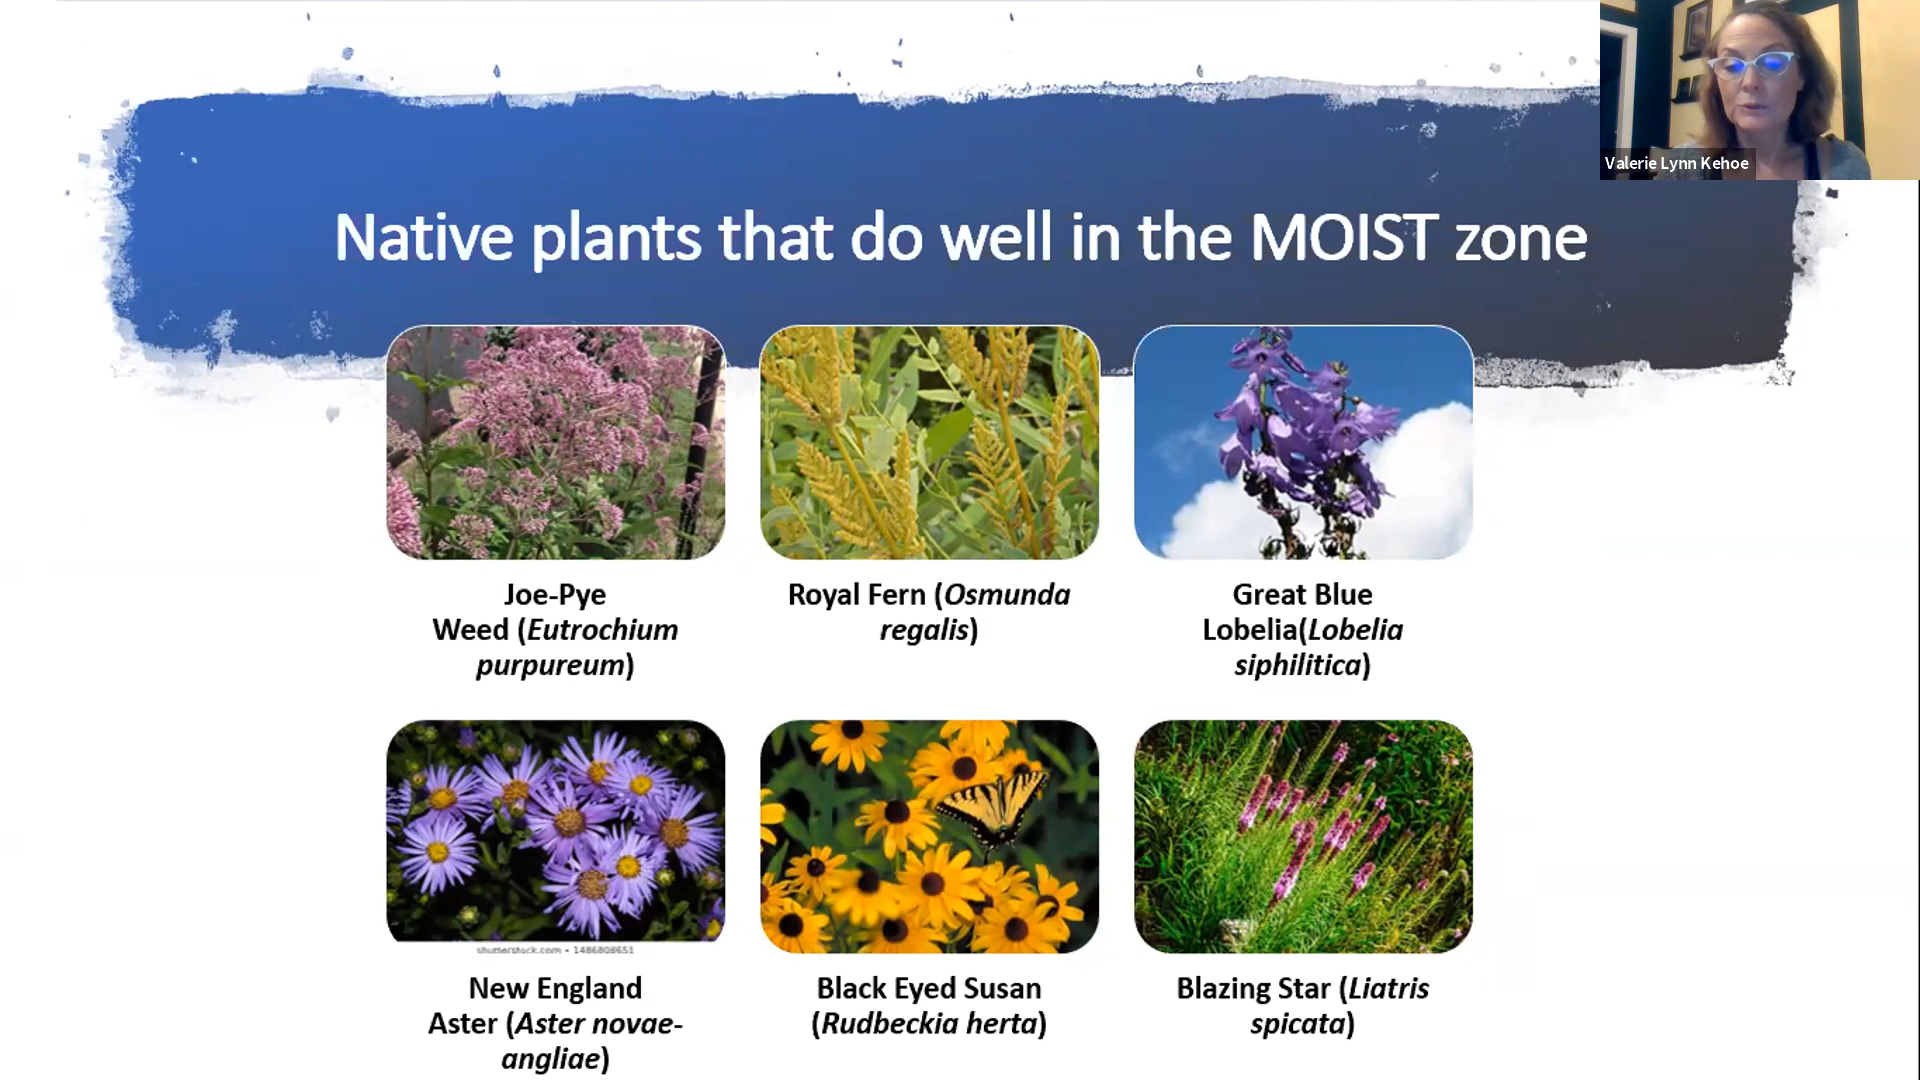 Valerie Lynn Kehoe
Native plants that do well in the MOIST zone
Joe-Pye
Weed (Eutrochium
purpureum)
Royal Fern (Osmunda
regalis)
Great Blue
Lobelia(Lobelia
siphilitica)
shutterstock.com • 1486808651
New England
Aster (Aster novae-
angliae)
Black Eyed Susan
(Rudbeckia herta)
Blazing Star (Liatris
spicata)